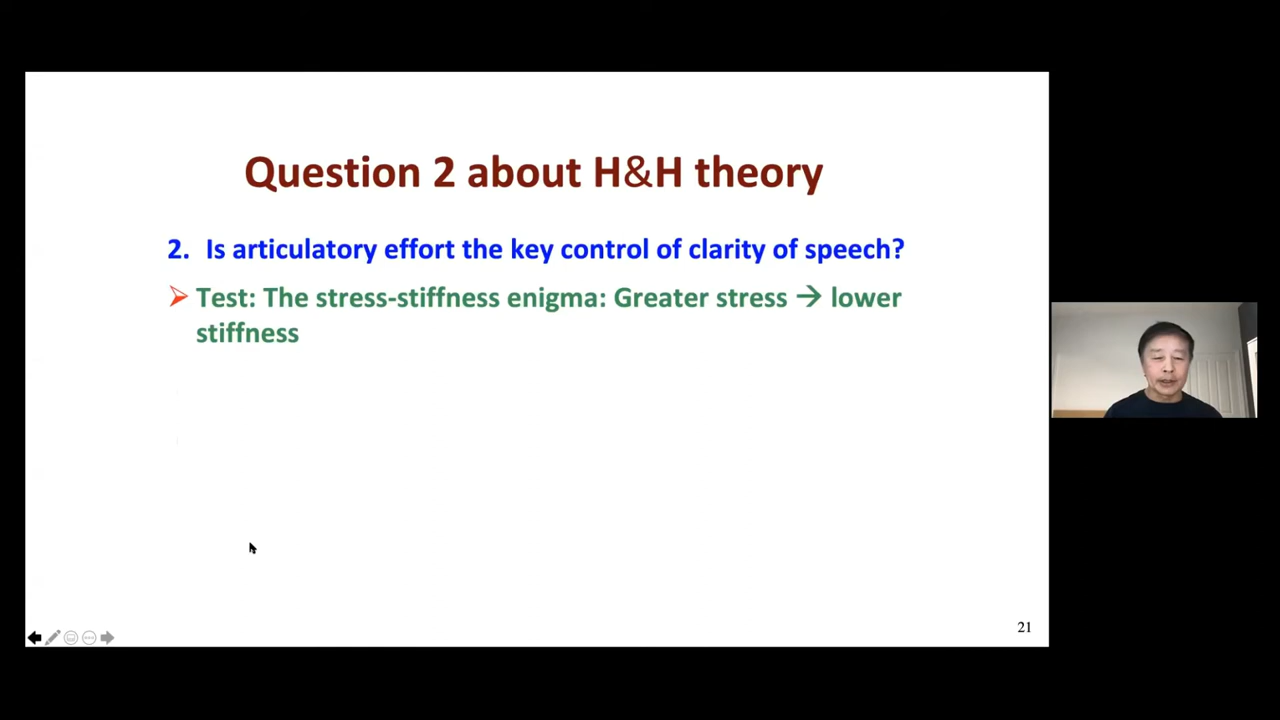 Question 2 about H&H theory
2. Is articulatory effort the key control of clarity of speech?
➢ Test: The stress-stiffness enigma: Greater stress → lower
stiffness
21